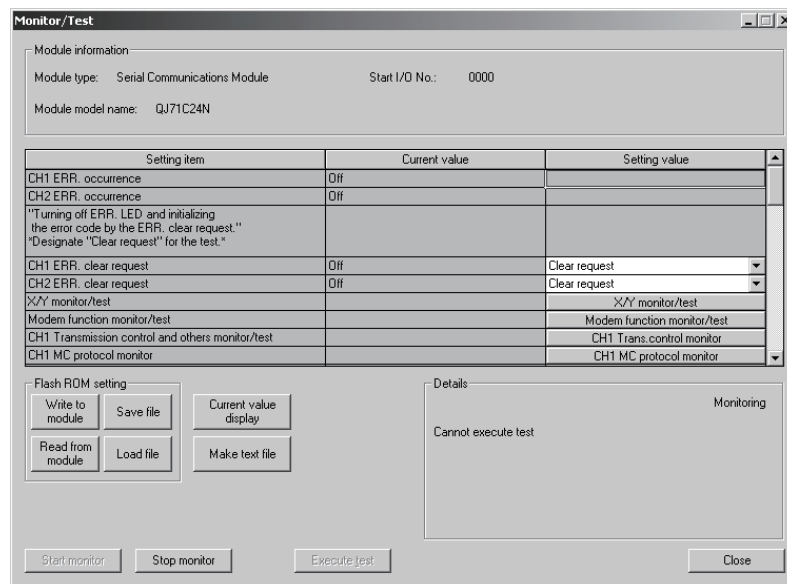 Monitor/Test
Module information
Module type: Serial Communications Module Start I/O No.: 0000
Module model name: QJ71C24N
Setting item Current value Setting value
CH1 ERR. occurrence Off
CH2 ERR. occurrence Off
"Turning off ERR. LED and initializing
the error code by the ERR. clear request."
*Designate "Clear request" for the test.*
CH1 ERR. clear request Off Clear request
CH2 ERR. clear request Off Clear request
X/Y monitor/test X/Y monitor/test
Modem function monitor/test Modem function monitor/test
CH1 Transmission control and others monitor/test CH1 Trans.control monitor
CH1 MC protocol monitor CH1 MC protocol monitor
Flash ROM setting
Write to
module
Save file
Current value
display
Read from
module
Load file
Make text file
Details
Monitoring
Cannot execute test
Start monitor Stop monitor Execute test Close